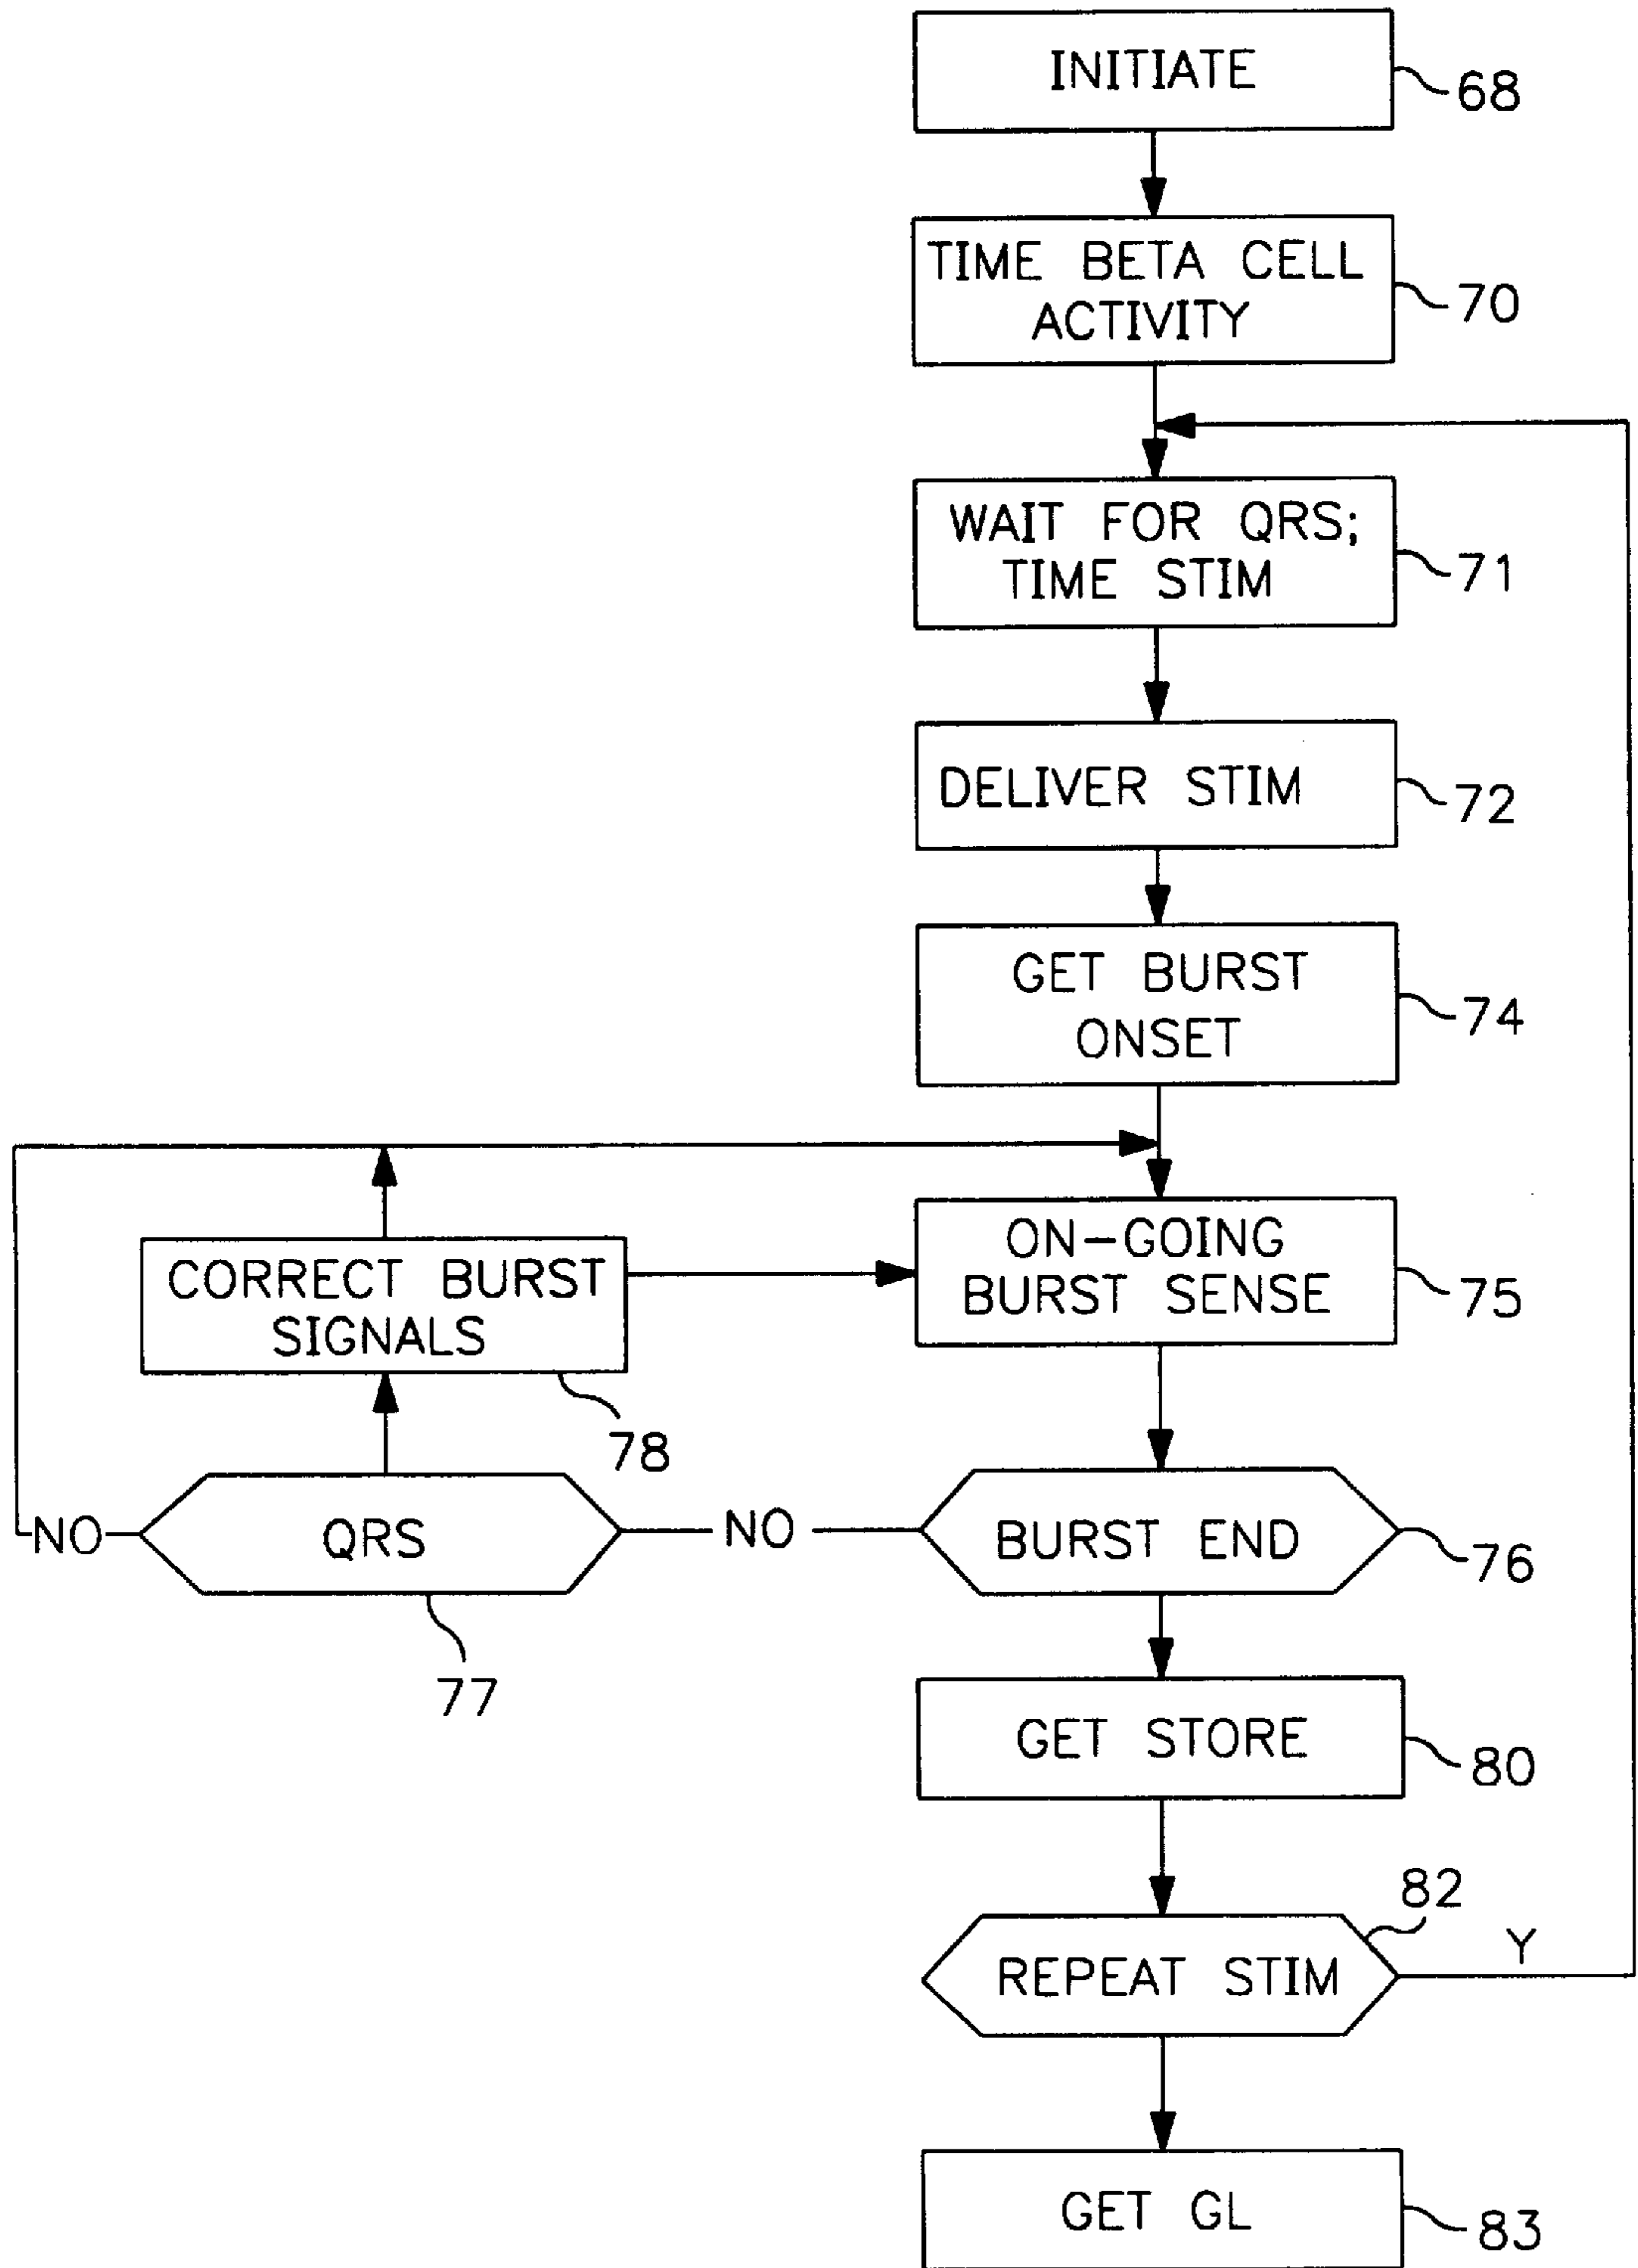 INITIATE
68
TIME BETA CELL
ACTIVITY
70
WAIT FOR QRS;
TIME STIM
71
DELIVER STIM
72
GET BURST
ONSET
74
ON-GOING
BURST SENSE
75
CORRECT BURST
SIGNALS
78
NO
QRS
77
NO
BURST END
76
GET STORE
80
REPEAT STIM
82
Y
GET GL
83